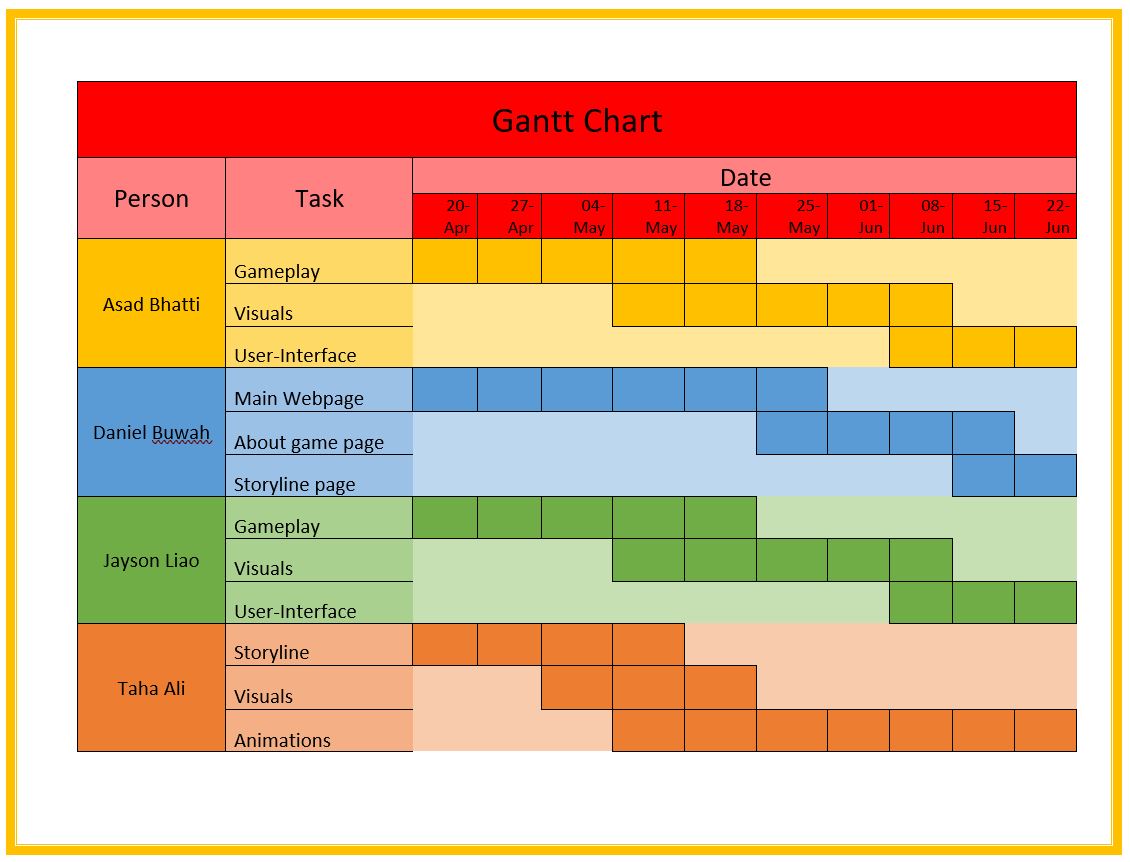 Gantt Chart
Person
Task
Date
20-
Apr
27-
Apr
04-
May
11-
May
18-
May
25-
May
01-
Jun
08-
Jun
15-
Jun
22-
Jun
Asad Bhatti
Gameplay
Visuals
User-Interface
Daniel Buwah
Main Webpage
About game page
Storyline page
Jayson Liao
Gameplay
Visuals
User-Interface
Taha Ali
Storyline
Visuals
Animations